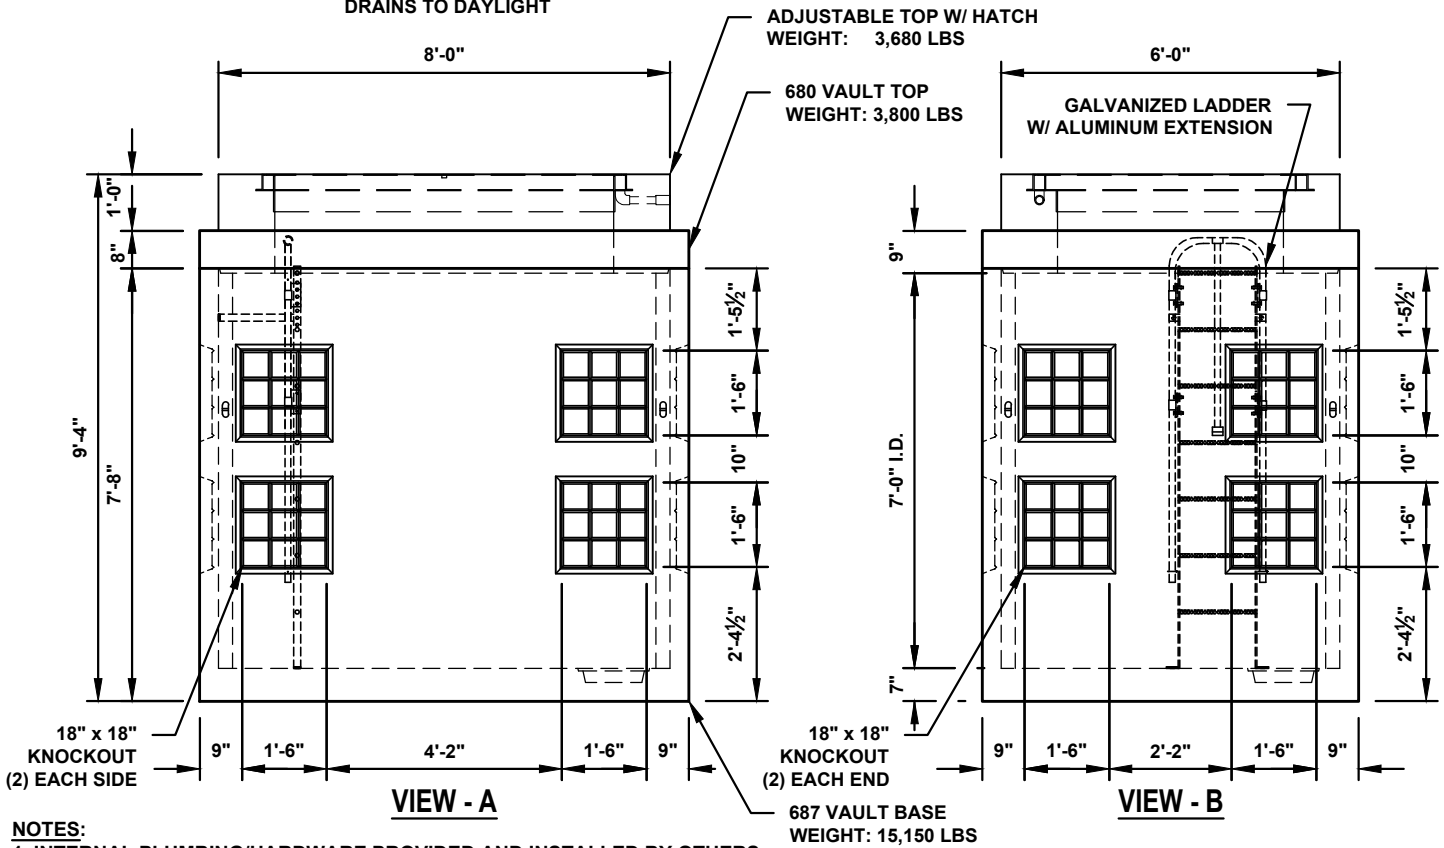 DRAINS TO DAYLIGHT
ADJUSTABLE TOP W/ HATCH
WEIGHT: 3,680 LBS
8'-0"
6'-0"
680 VAULT TOP
WEIGHT: 3,800 LBS
GALVANIZED LADDER
W/ ALUMINUM EXTENSION
1'-0"
8"
9'-4"
7'-8"
1'-5½"
1'-6"
10"
1'-6"
2'-4½"
9"
7'-0" I.D.
7"
1'-5½"
1'-6"
10"
1'-6"
2'-4½"
18" x 18"
KNOCKOUT
(2) EACH SIDE
9"
1'-6"
4'-2"
1'-6"
9"
VIEW - A
18" x 18"
KNOCKOUT
(2) EACH END
9"
1'-6"
2'-2"
1'-6"
9"
VIEW - B
687 VAULT BASE
WEIGHT: 15,150 LBS
NOTES:
1. INTERNAL PLUMBING/HARDWARE PROVIDED AND INSTALLED BY OTHERS